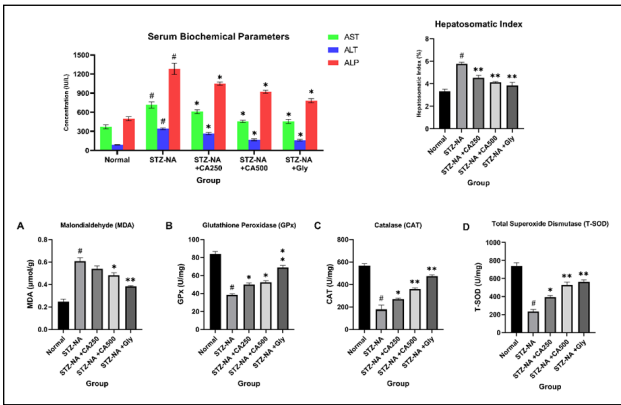 Serum Biochemical Parameters
AST
ALT
ALP
Concentration (IU/L)
1500
1200
900
600
300
0
#
#
#
*
*
*
*
*
*
*
*
*
Normal
STZ-NA
STZ-NA +CA250
STZ-NA +CA500
STZ-NA +Gly
Group
Hepatosomatic Index
Hepatosomatic Index (%)
8
6
4
2
0
#
**
**
**
Normal
STZ-NA
STZ-NA +CA250
STZ-NA +CA500
STZ-NA +Gly
Group
A
Malondialdehyde (MDA)
MDA (µmol/g)
0.8
0.6
0.4
0.2
0.0
#
*
**
Normal
STZ-NA
STZ-NA +CA250
STZ-NA +CA500
STZ-NA +Gly
Group
B
Glutathione Peroxidase (GPx)
GPx (U/mg)
100
80
60
40
20
0
#
*
*
*
*
Normal
STZ-NA
STZ-NA +CA250
STZ-NA +CA500
STZ-NA +Gly
Group
C
Catalase (CAT)
CAT (U/mg)
800
600
400
200
0
#
*
**
**
Normal
STZ-NA
STZ-NA +CA250
STZ-NA +CA500
STZ-NA +Gly
Group
D
Total Superoxide Dismutase (T-SOD)
T-SOD (U/mg)
1000
800
600
400
200
0
#
*
**
**
Normal
STZ-NA
STZ-NA +CA250
STZ-NA +CA500
STZ-NA +Gly
Group